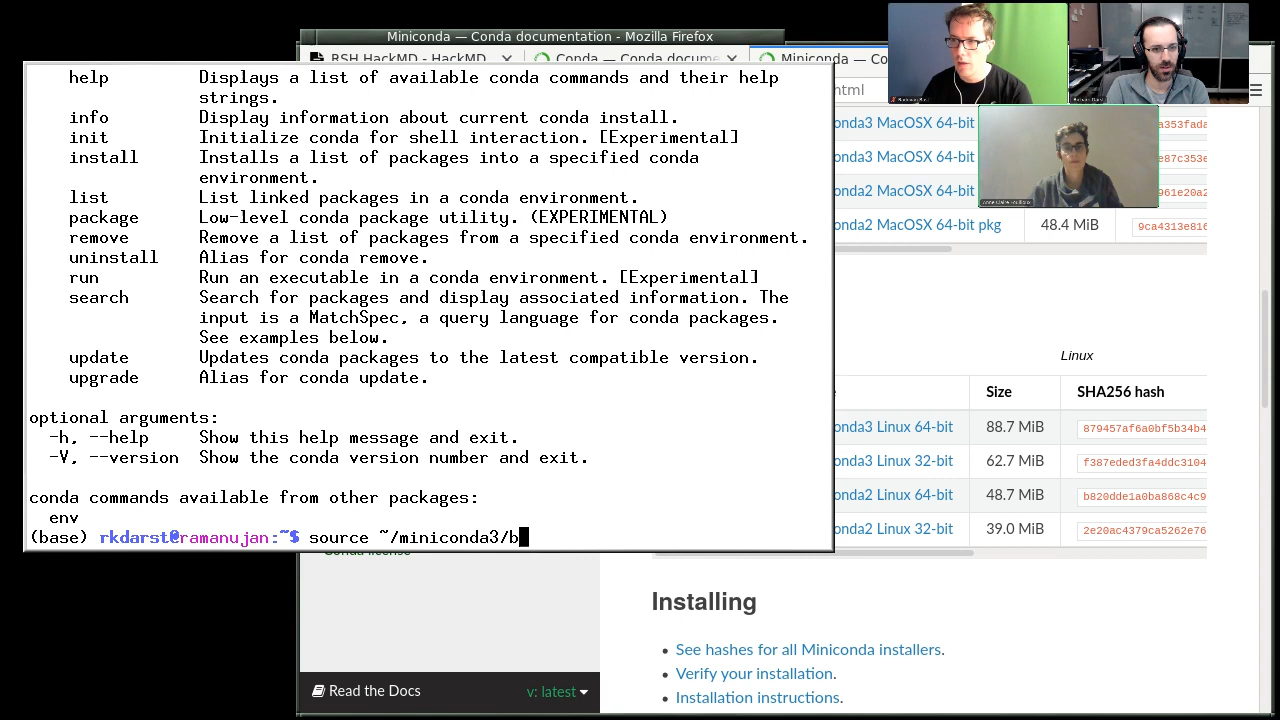 Miniconda — Conda documentation - Mozilla Firefox
RSH HackMD - HackMD
Conda — Conda docume
Miniconda — Co
html
help Displays a list of available conda commands and their help
strings.
info Display information about current conda install.
init Initialize conda for shell interaction. [Experimental]
install Installs a list of packages into a specified conda
environment.
list List linked packages in a conda environment.
package Low-level conda package utility. (EXPERIMENTAL)
remove Remove a list of packages from a specified conda environment.
uninstall Alias for conda remove.
run Run an executable in a conda environment. [Experimental]
search Search for packages and display associated information. The
input is a MatchSpec, a query language for conda packages.
See examples below.
update Updates conda packages to the latest compatible version.
upgrade Alias for conda update.
optional arguments:
-h, --help Show this help message and exit.
-V, --version Show the conda version number and exit.
conda commands available from other packages:
env
(base) rkdarst@ramanujan:~$ source ~/miniconda3/b
onda3 MacOSX 64-bit a353fada
onda3 MacOSX 64-bit e87c353e
onda2 MacOSX 64-bit 961e20a2
onda2 MacOSX 64-bit pkg 48.4 MiB 9ca4313e816
Linux
Size SHA256 hash
onda3 Linux 64-bit 88.7 MiB 879457af6a0bf5b34b4
onda3 Linux 32-bit 62.7 MiB f387eded3fa4ddc3104
onda2 Linux 64-bit 48.7 MiB b820dde1a0ba868c4c9
onda2 Linux 32-bit 39.0 MiB 2e20ac4379ca5262e76
Conda license
Installing
See hashes for all Miniconda installers.
Verify your installation.
Installation instructions.
Read the Docs v: latest